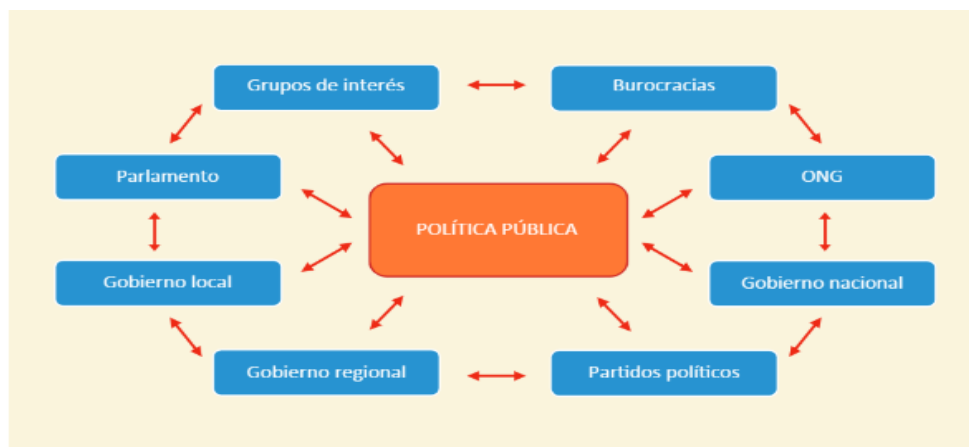 Grupos de interés
Burocracias
Parlamento
ONG
POLÍTICA PÚBLICA
Gobierno local
Gobierno nacional
Gobierno regional
Partidos políticos